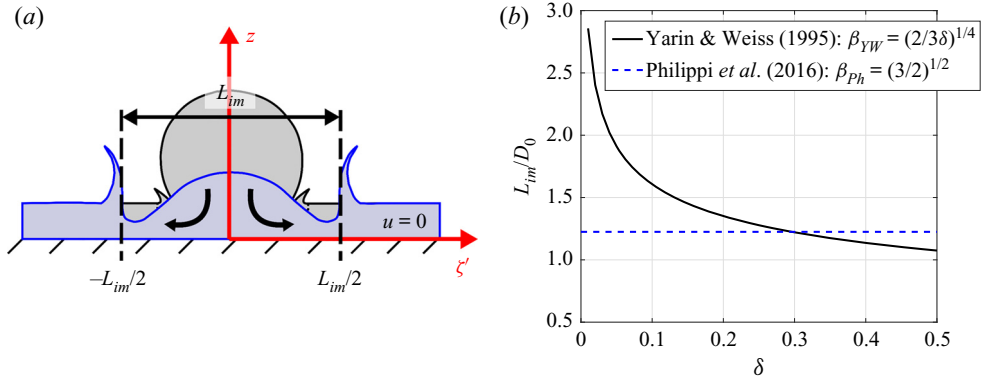 (a)
z
L_im
u = 0
ζ′
–L_im/2
L_im/2
(b)
3.0
2.5
2.0
1.5
1.0
0.5
L_im/D_0
Yarin & Weiss (1995): β_YW = (2/3δ)^1/4
Philippi et al. (2016): β_Ph = (3/2)^1/2
0
0.1
0.2
0.3
0.4
0.5
δ